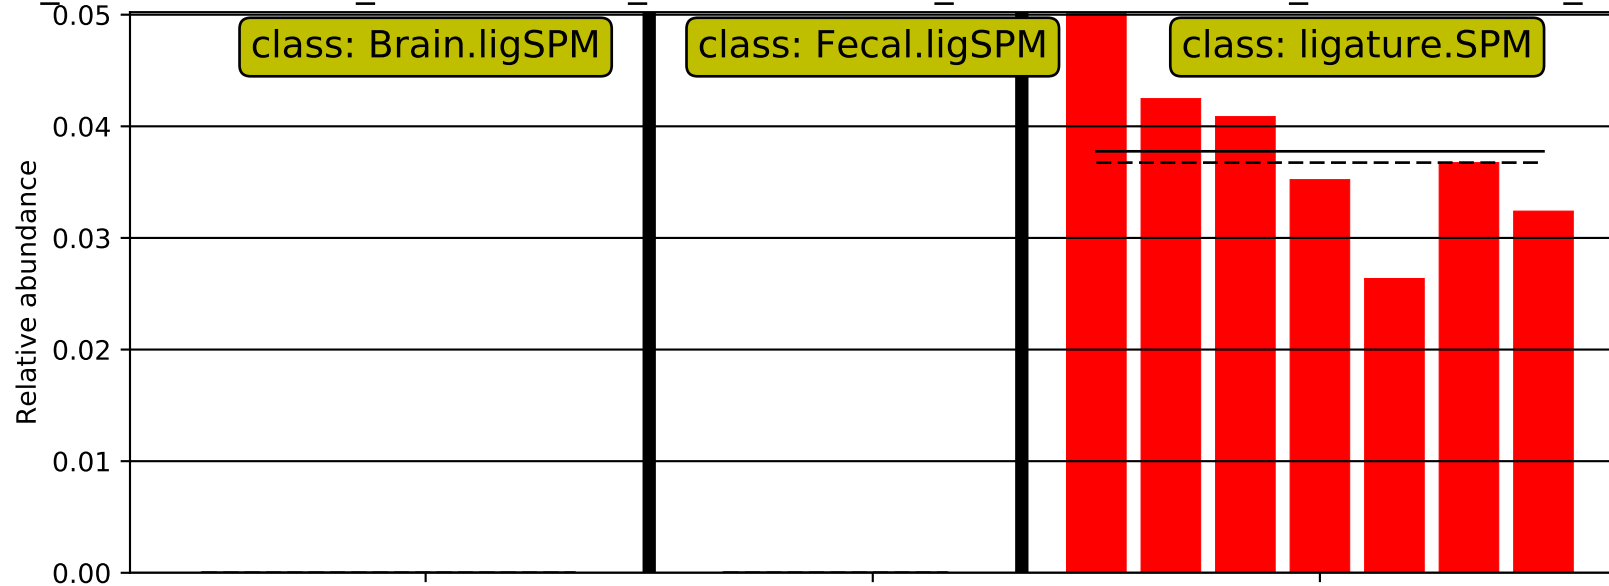 0.05
class: Brain.ligSPM
class: Fecal.ligSPM
class: ligature.SPM
0.04
0.03
0.02
0.01
0.00
Relative abundance